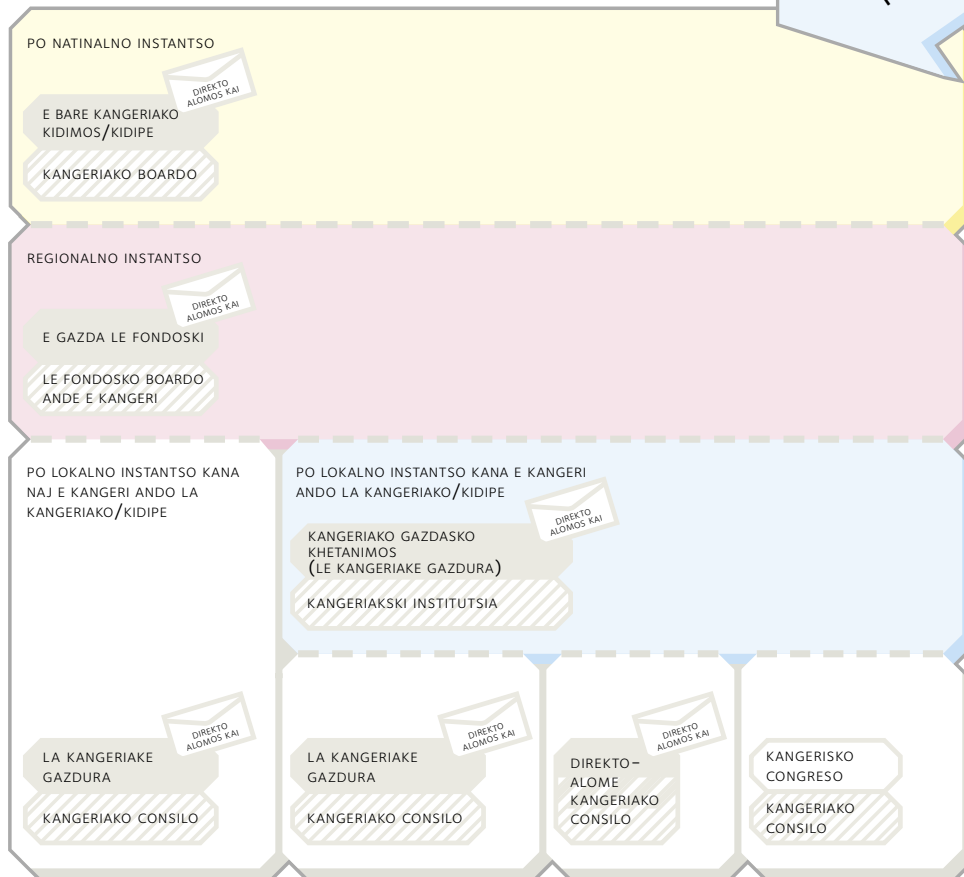 PO NATINALNO INSTANTSO
DIREKTO
ALOMOS KAI
E BARE KANGERIAKO
KIDIMOS/KIDIPE
KANGERIAKO BOARDO
REGIONALNO INSTANTSO
DIREKTO
ALOMOS KAI
E GAZDA LE FONDOSKI
LE FONDOSKO BOARDO
ANDE E KANGERI
PO LOKALNO INSTANTSO KANA
NAJ E KANGERI ANDO LA
KANGERIAKO/KIDIPE
DIREKTO
ALOMOS KAI
LA KANGERIAKE
GAZDURA
KANGERIAKO CONSILO
PO LOKALNO INSTANTSO KANA E KANGERI
ANDO LA KANGERIAKO/KIDIPE
DIREKTO
ALOMOS KAI
KANGERIAKO GAZDASKO
KHETANIMOS
(LE KANGERIAKE GAZDURA)
KANGERIAKSKI INSTITUTSIA
DIREKTO
ALOMOS KAI
LA KANGERIAKE
GAZDURA
KANGERIAKO CONSILO
DIREKTO
ALOMOS KAI
DIREKTO-
ALOME
KANGERIAKO
CONSILO
KANGERISKO
CONGRESO
KANGERIAKO
CONSILO